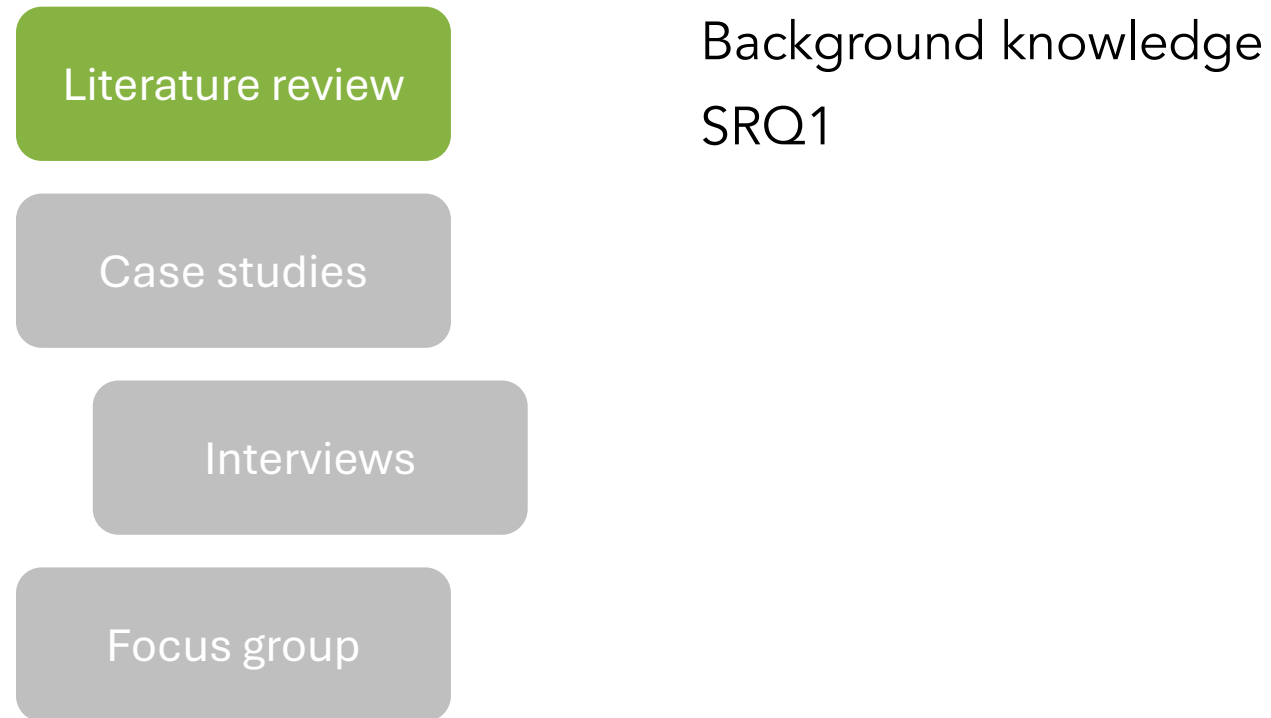 Literature review
Background knowledge
SRQ1
Case studies
Interviews
Focus group